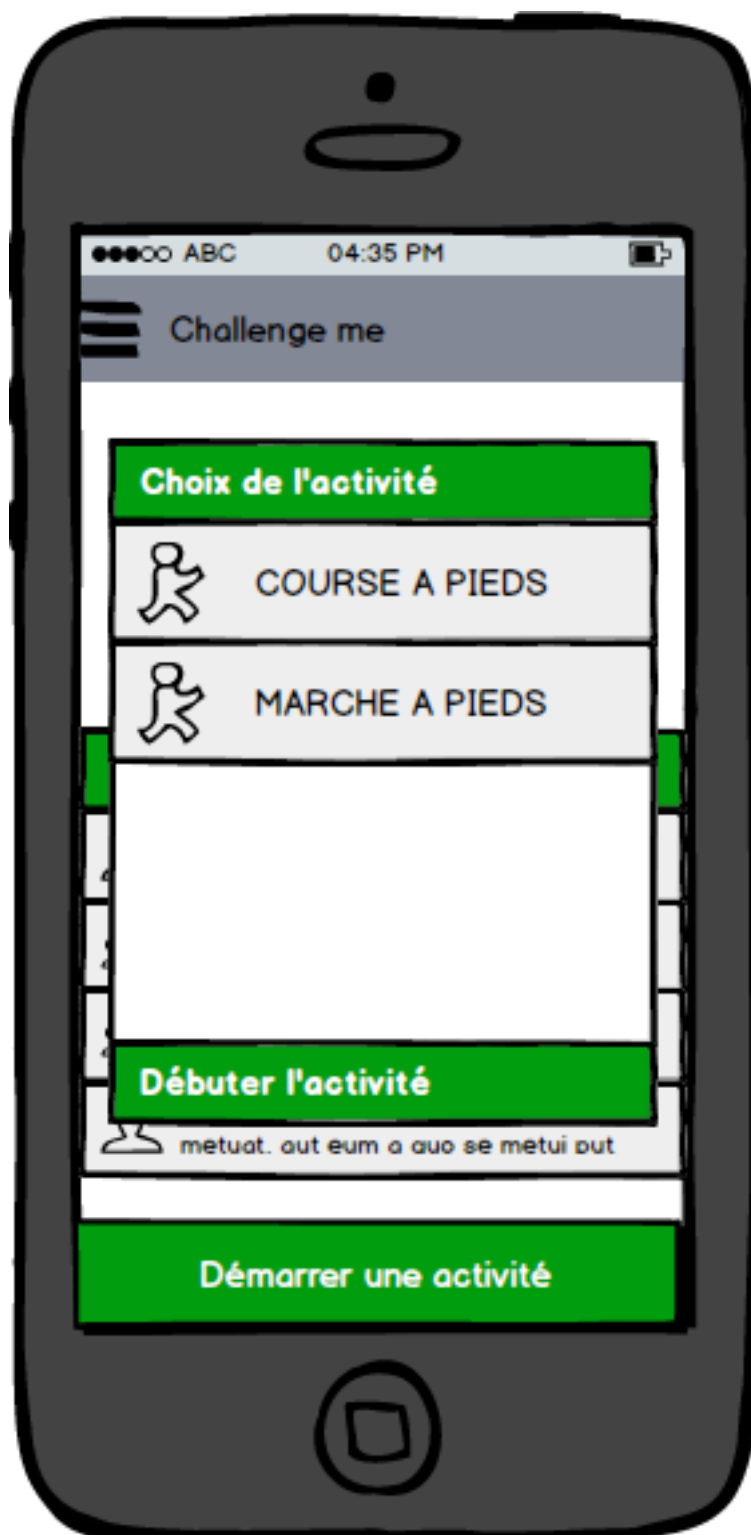 ABC 04:35 PM
Challenge me
Choix de l'activité
COURSE A PIEDS
MARCHE A PIEDS
Débuter l'activité
metuat, aut eum a quo se metui put
Démarrer une activité